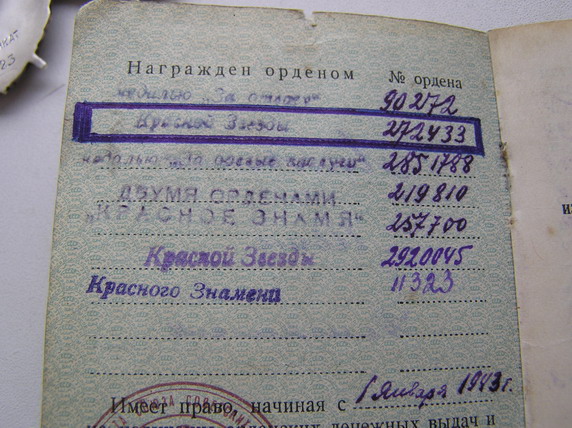 Награжден орденом № ордена
медалью „За отвагу“ 90272
Красной Звезды 272433
медалью „За боевые заслуги“ 2851788
ДВУМЯ ОРДЕНАМИ 219810
„КРАСНОЕ ЗНАМЯ“ 257700
Красной Звезды 2920045
Красного Знамени 11323
Имеет право, начиная с 1 Января 1943 г.
денежных выдач и